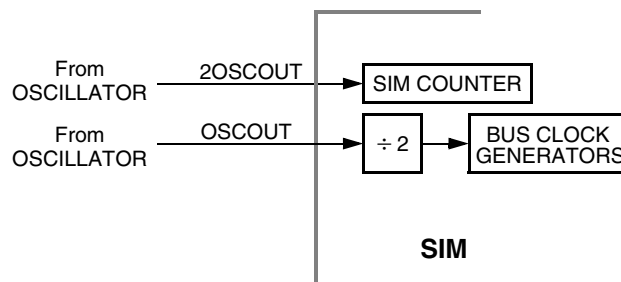 From
OSCILLATOR
2OSCOUT
SIM COUNTER
From
OSCILLATOR
OSCOUT
÷ 2
BUS CLOCK
GENERATORS
SIM